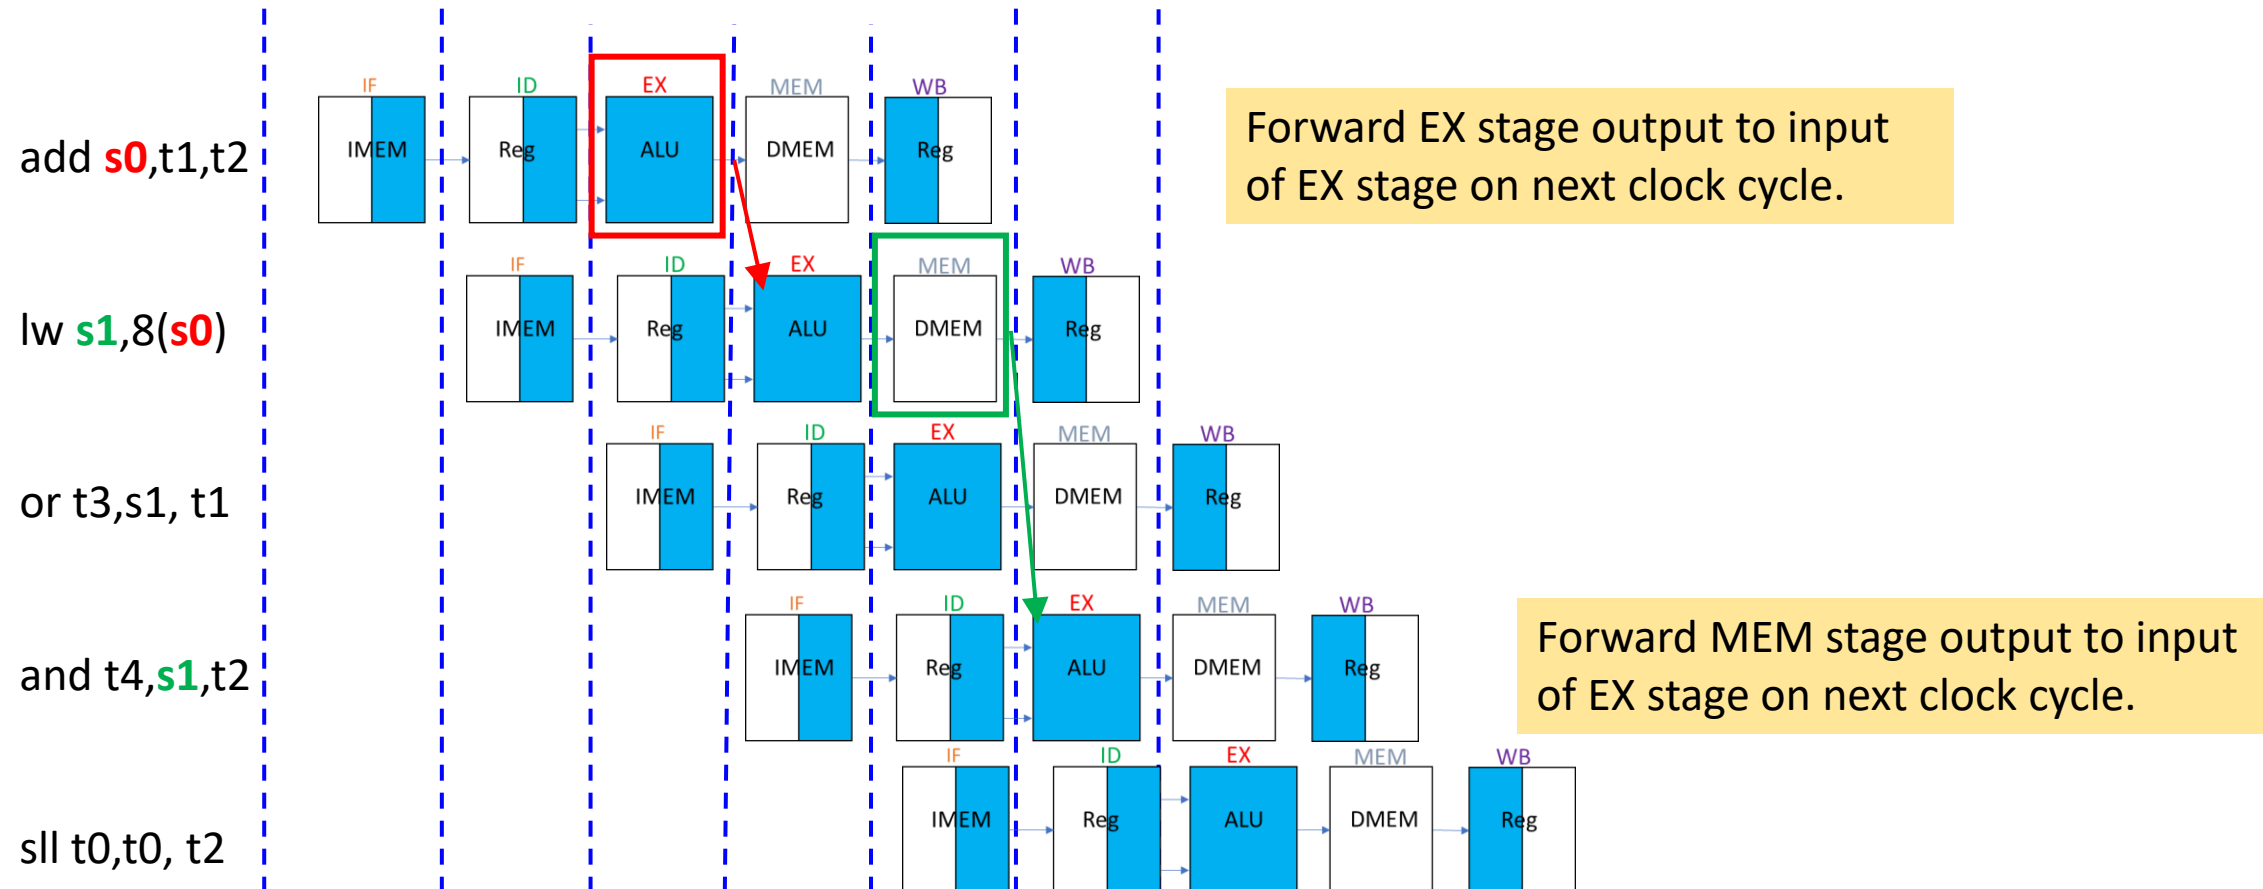 IF ID EX MEM WB
add s0,t1,t2
IMEM Reg ALU DMEM Reg
Forward EX stage output to input
of EX stage on next clock cycle.
IF ID EX MEM WB
lw s1,8(s0)
IMEM Reg ALU DMEM Reg
IF ID EX MEM WB
or t3,s1, t1
IMEM Reg ALU DMEM Reg
IF ID EX MEM WB
and t4,s1,t2
IMEM Reg ALU DMEM Reg
Forward MEM stage output to input
of EX stage on next clock cycle.
IF ID EX MEM WB
sll t0,t0, t2
IMEM Reg ALU DMEM Reg